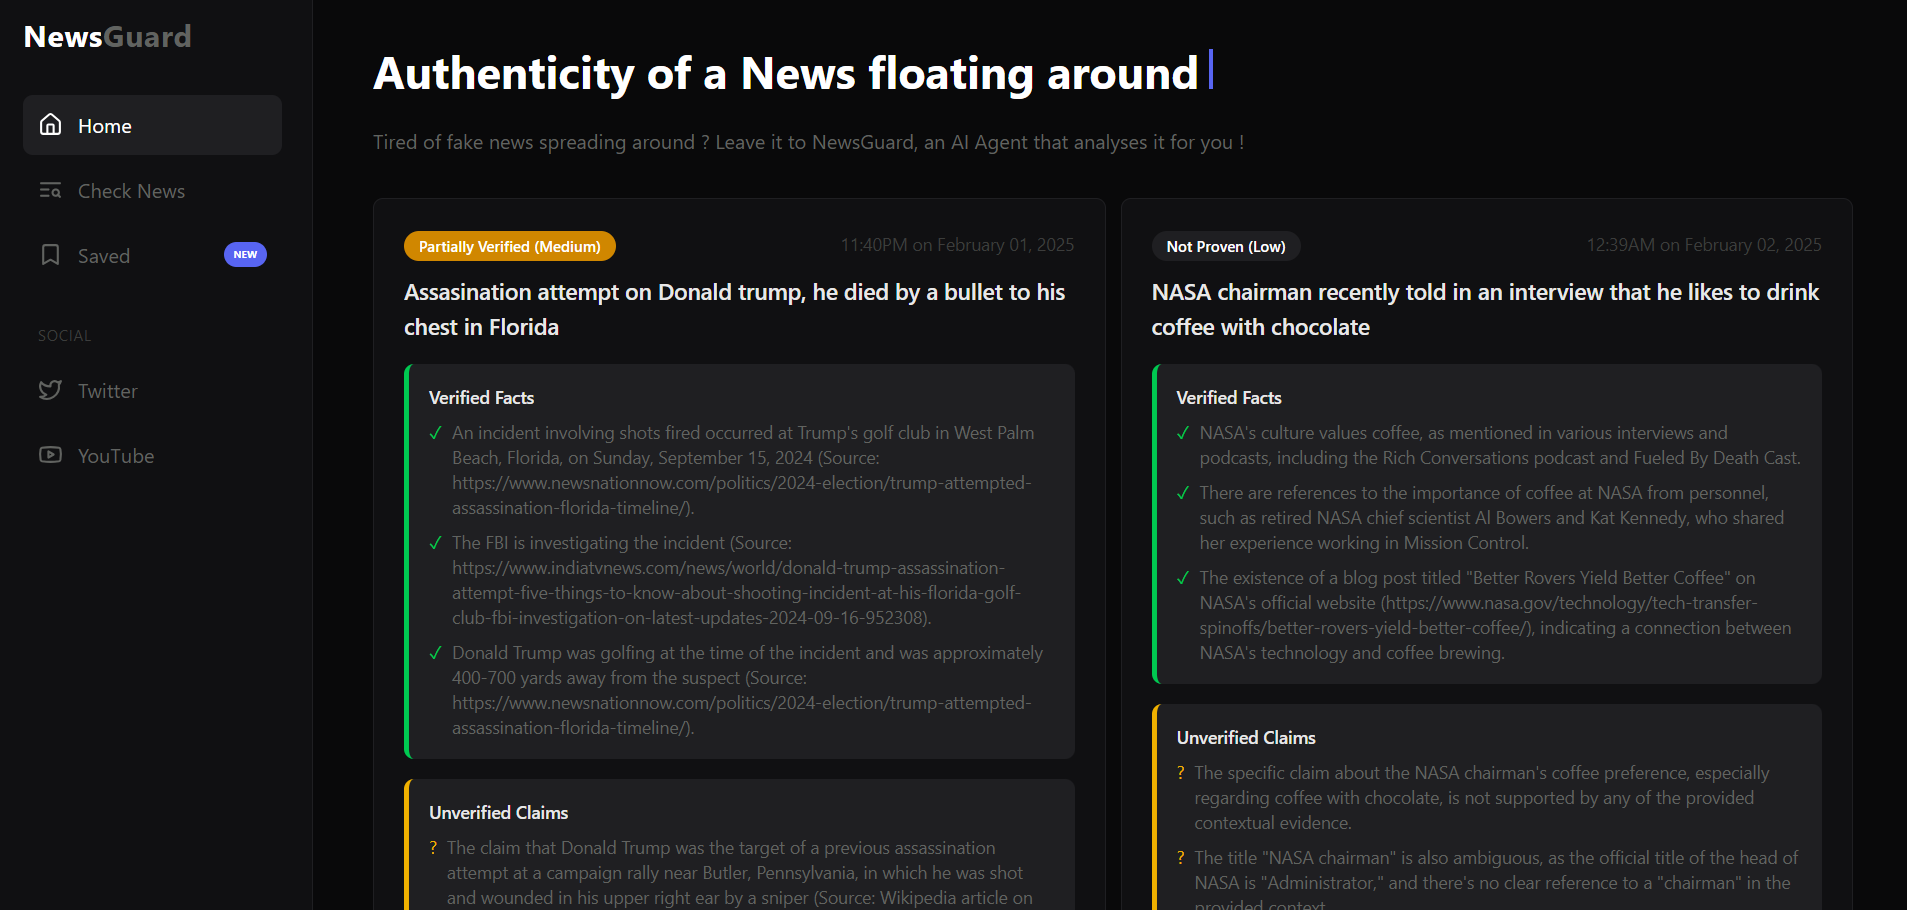 NewsGuard
Home
Check News
Saved
NEW
SOCIAL
Twitter
YouTube
Authenticity of a News floating around
Tired of fake news spreading around ? Leave it to NewsGuard, an AI Agent that analyses it for you !
Partially Verified (Medium)
11:40PM on February 01, 2025
Assasination attempt on Donald trump, he died by a bullet to his
chest in Florida
Verified Facts
✓ An incident involving shots fired occurred at Trump's golf club in West Palm
Beach, Florida, on Sunday, September 15, 2024 (Source:
https://www.newsnationnow.com/politics/2024-election/trump-attempted-
assassination-florida-timeline/).
✓ The FBI is investigating the incident (Source:
https://www.indiatvnews.com/news/world/donald-trump-assassination-
attempt-five-things-to-know-about-shooting-incident-at-his-florida-golf-
club-fbi-investigation-on-latest-updates-2024-09-16-952308).
✓ Donald Trump was golfing at the time of the incident and was approximately
400-700 yards away from the suspect (Source:
https://www.newsnationnow.com/politics/2024-election/trump-attempted-
assassination-florida-timeline/).
Unverified Claims
? The claim that Donald Trump was the target of a previous assassination
attempt at a campaign rally near Butler, Pennsylvania, in which he was shot
and wounded in his upper right ear by a sniper (Source: Wikipedia article on
Not Proven (Low)
12:39AM on February 02, 2025
NASA chairman recently told in an interview that he likes to drink
coffee with chocolate
Verified Facts
✓ NASA's culture values coffee, as mentioned in various interviews and
podcasts, including the Rich Conversations podcast and Fueled By Death Cast.
✓ There are references to the importance of coffee at NASA from personnel,
such as retired NASA chief scientist Al Bowers and Kat Kennedy, who shared
her experience working in Mission Control.
✓ The existence of a blog post titled "Better Rovers Yield Better Coffee" on
NASA's official website (https://www.nasa.gov/technology/tech-transfer-
spinoffs/better-rovers-yield-better-coffee/), indicating a connection between
NASA's technology and coffee brewing.
Unverified Claims
? The specific claim about the NASA chairman's coffee preference, especially
regarding coffee with chocolate, is not supported by any of the provided
contextual evidence.
? The title "NASA chairman" is also ambiguous, as the official title of the head of
NASA is "Administrator," and there's no clear reference to a "chairman" in the
provided context.